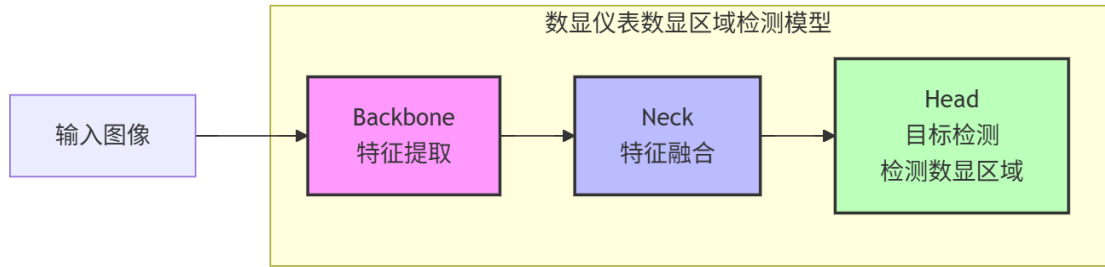 数显仪表数显区域检测模型
输入图像
Backbone
特征提取
Neck
特征融合
Head
目标检测
检测数显区域